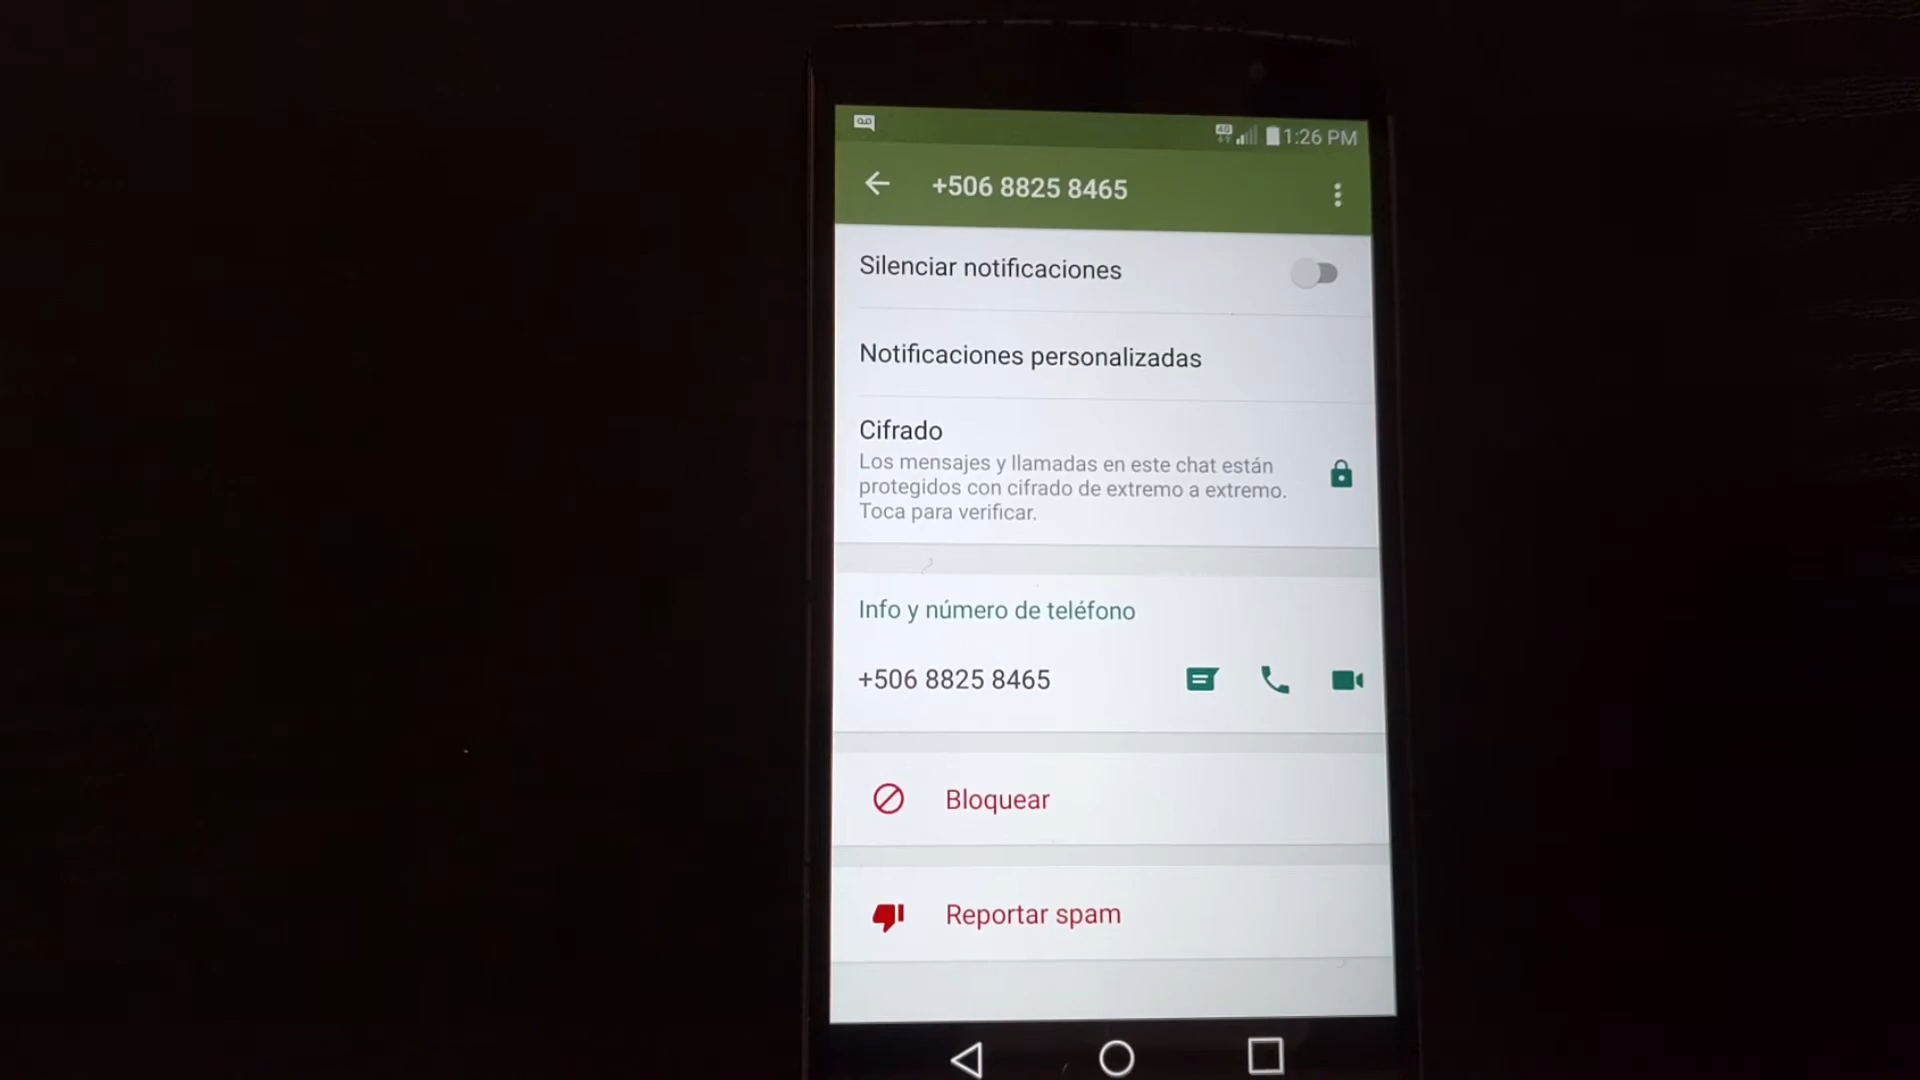 4G 1:26 PM
+506 8825 8465
Silenciar notificaciones
Notificaciones personalizadas
Cifrado
Los mensajes y llamadas en este chat están
protegidos con cifrado de extremo a extremo.
Toca para verificar.
Info y número de teléfono
+506 8825 8465
Bloquear
Reportar spam